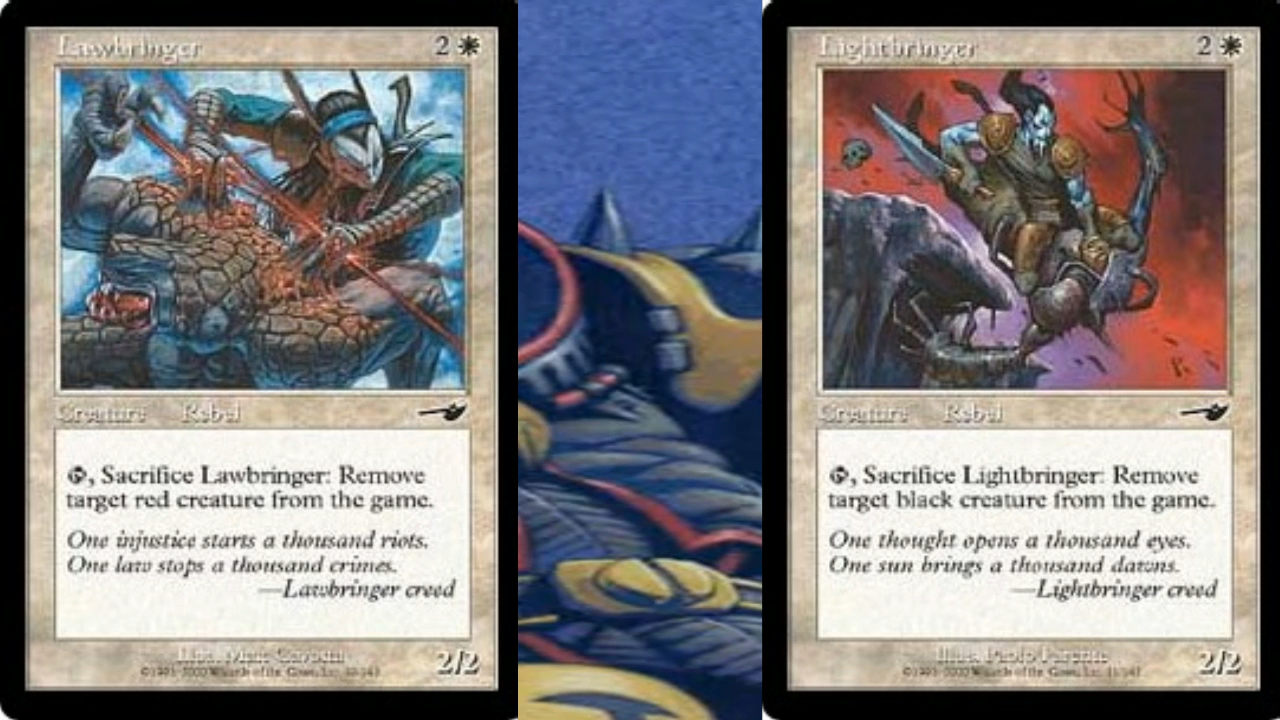 Lawbringer 2
Creature Rebel
, Sacrifice Lawbringer: Remove
target red creature from the game.
One injustice starts a thousand riots.
One law stops a thousand crimes.
—Lawbringer creed
2/2
Lightbringer 2
Creature Rebel
, Sacrifice Lightbringer: Remove
target black creature from the game.
One thought opens a thousand eyes.
One sun brings a thousand dawns.
—Lightbringer creed
2/2